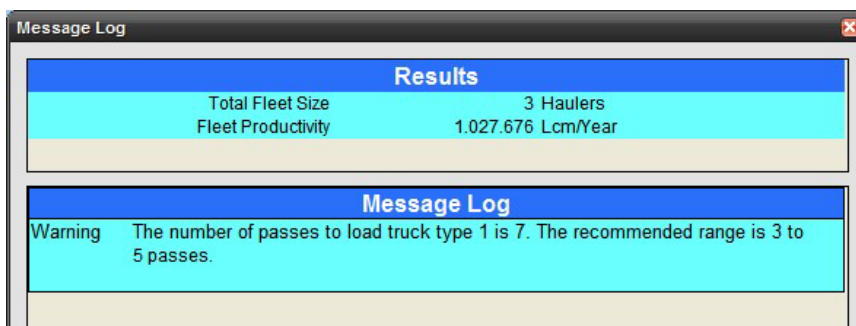 Message Log
Results
Total Fleet Size 3 Haulers
Fleet Productivity 1.027.676 Lcm/Year
Message Log
Warning The number of passes to load truck type 1 is 7. The recommended range is 3 to
5 passes.